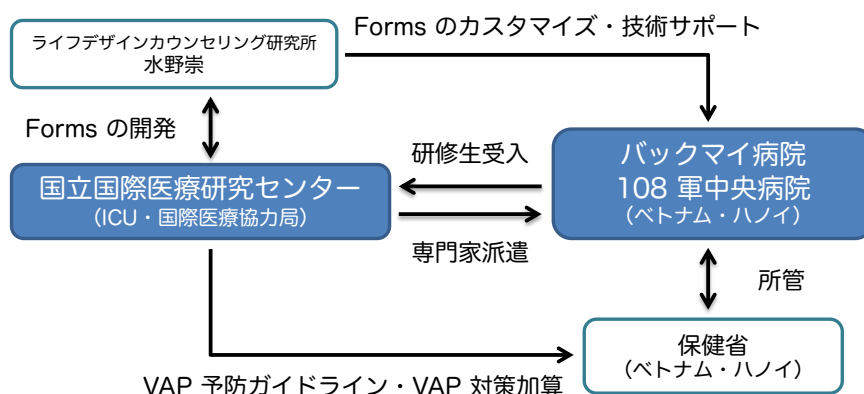 Forms のカスタマイズ・技術サポート
ライフデザインカウンセリング研究所
水野崇
Forms の開発
研修生受入
バックマイ病院
108 軍中央病院
（ベトナム・ハノイ）
国立国際医療研究センター
（ICU・国際医療協力局）
専門家派遣
所管
保健省
（ベトナム・ハノイ）
VAP 予防ガイドライン・VAP 対策加算